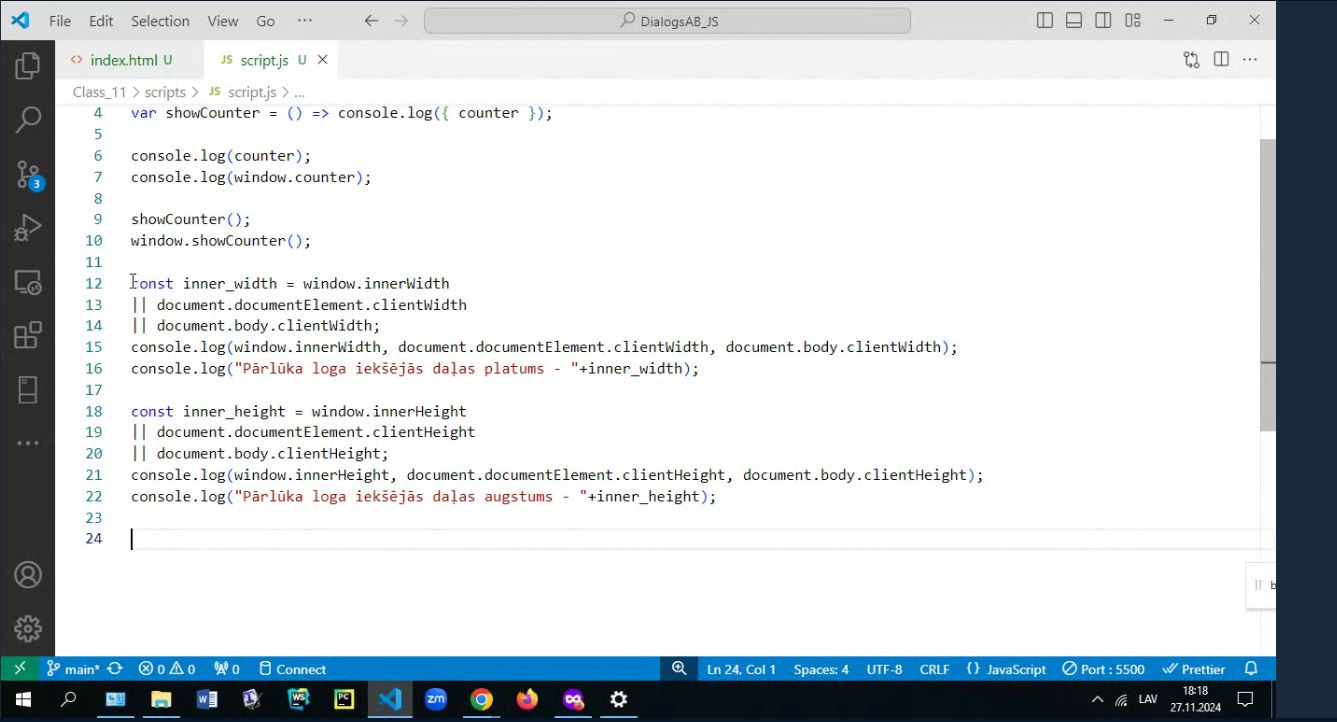 File Edit Selection View Go ··· DialogsAB_JS
<> index.html U JS script.js U
Class_11 > scripts > JS script.js > ...
4 var showCounter = () => console.log({ counter });
5
6 console.log(counter);
7 console.log(window.counter);
8
9 showCounter();
10 window.showCounter();
11
12 const inner_width = window.innerWidth
13 || document.documentElement.clientWidth
14 || document.body.clientWidth;
15 console.log(window.innerWidth, document.documentElement.clientWidth, document.body.clientWidth);
16 console.log("Pārlūka loga iekšējās daļas platums - "+inner_width);
17
18 const inner_height = window.innerHeight
19 || document.documentElement.clientHeight
20 || document.body.clientHeight;
21 console.log(window.innerHeight, document.documentElement.clientHeight, document.body.clientHeight);
22 console.log("Pārlūka loga iekšējās daļas augstums - "+inner_height);
23
24
3
main* 0 0 0 Connect Ln 24, Col 1 Spaces: 4 UTF-8 CRLF {} JavaScript Port : 5500 Prettier
W WS PC zm LAV 18:18
27.11.2024